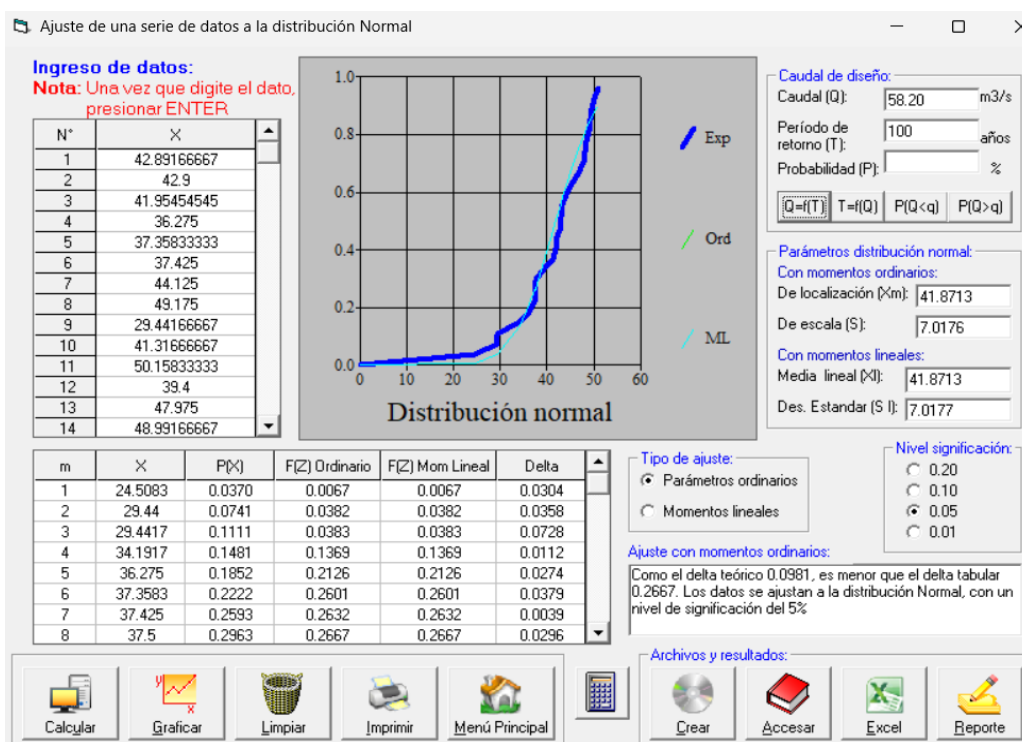 Ajuste de una serie de datos a la distribución Normal
Ingreso de datos:
Nota: Una vez que digite el dato,
presionar ENTER
N° X
1 42.89166667
2 42.9
3 41.95454545
4 36.275
5 37.35833333
6 37.425
7 44.125
8 49.175
9 29.44166667
10 41.31666667
11 50.15833333
12 39.4
13 47.975
14 48.99166667
1.0
0.8
0.6
0.4
0.2
0.0
0 10 20 30 40 50 60
Distribución normal
Exp
Ord
ML
Caudal de diseño:
Caudal (Q): 58.20 m3/s
Período de
retorno (T): 100 años
Probabilidad (P): %
Q=f(T) T=f(Q) P(Q<q) P(Q>q)
Parámetros distribución normal:
Con momentos ordinarios:
De localización (Xm): 41.8713
De escala (S): 7.0176
Con momentos lineales:
Media lineal (Xl): 41.8713
Des. Estandar (S l): 7.0177
m X P(X) F(Z) Ordinario F(Z) Mom Lineal Delta
1 24.5083 0.0370 0.0067 0.0067 0.0304
2 29.44 0.0741 0.0382 0.0382 0.0358
3 29.4417 0.1111 0.0383 0.0383 0.0728
4 34.1917 0.1481 0.1369 0.1369 0.0112
5 36.275 0.1852 0.2126 0.2126 0.0274
6 37.3583 0.2222 0.2601 0.2601 0.0379
7 37.425 0.2593 0.2632 0.2632 0.0039
8 37.5 0.2963 0.2667 0.2667 0.0296
Tipo de ajuste:
Parámetros ordinarios
Momentos lineales
Nivel significación:
0.20
0.10
0.05
0.01
Ajuste con momentos ordinarios:
Como el delta teórico 0.0981, es menor que el delta tabular
0.2667. Los datos se ajustan a la distribución Normal, con un
nivel de significación del 5%
Calcular Graficar Limpiar Imprimir Menú Principal
Archivos y resultados:
Crear Accesar Excel Reporte